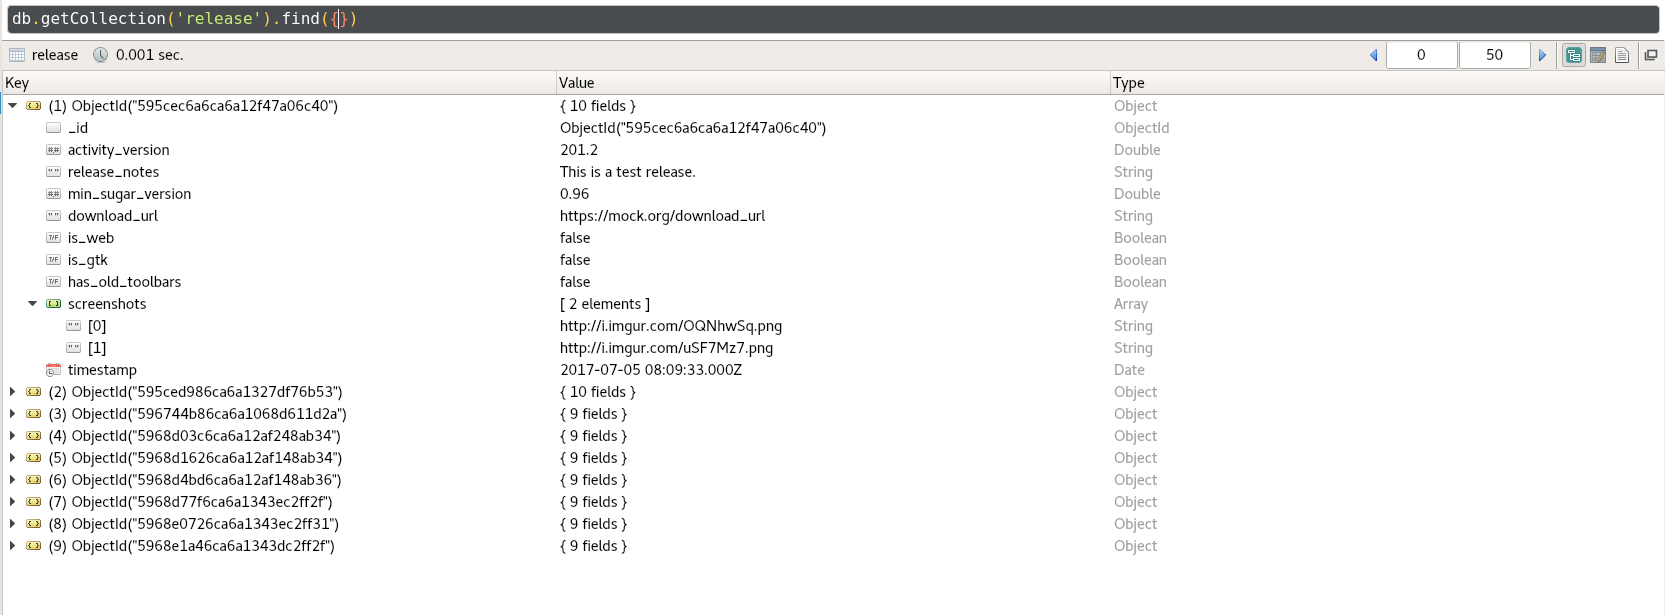 db.getCollection('release').find({})
release 0.001 sec. 0 50
Key Value Type
(1) ObjectId("595cec6a6ca6a12f47a06c40") { 10 fields } Object
_id ObjectId("595cec6a6ca6a12f47a06c40") ObjectId
activity_version 201.2 Double
release_notes This is a test release. String
min_sugar_version 0.96 Double
download_url https://mock.org/download_url String
is_web false Boolean
is_gtk false Boolean
has_old_toolbars false Boolean
screenshots [ 2 elements ] Array
[0] http://i.imgur.com/OQNhwSq.png String
[1] http://i.imgur.com/uSF7Mz7.png String
timestamp 2017-07-05 08:09:33.000Z Date
(2) ObjectId("595ced986ca6a1327df76b53") { 10 fields } Object
(3) ObjectId("596744b86ca6a1068d611d2a") { 9 fields } Object
(4) ObjectId("5968d03c6ca6a12af248ab34") { 9 fields } Object
(5) ObjectId("5968d1626ca6a12af148ab34") { 9 fields } Object
(6) ObjectId("5968d4bd6ca6a12af148ab36") { 9 fields } Object
(7) ObjectId("5968d77f6ca6a1343ec2ff2f") { 9 fields } Object
(8) ObjectId("5968e0726ca6a1343ec2ff31") { 9 fields } Object
(9) ObjectId("5968e1a46ca6a1343dc2ff2f") { 9 fields } Object